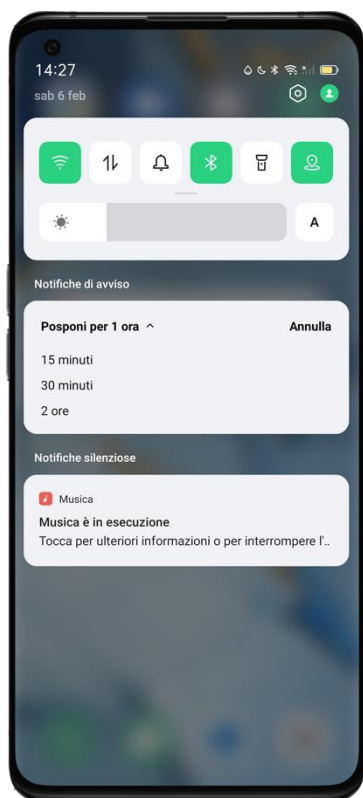 14:27
sab 6 feb
A
Notifiche di avviso
Posponi per 1 ora Annulla
15 minuti
30 minuti
2 ore
Notifiche silenziose
Musica
Musica è in esecuzione
Tocca per ulteriori informazioni o per interrompere l'..